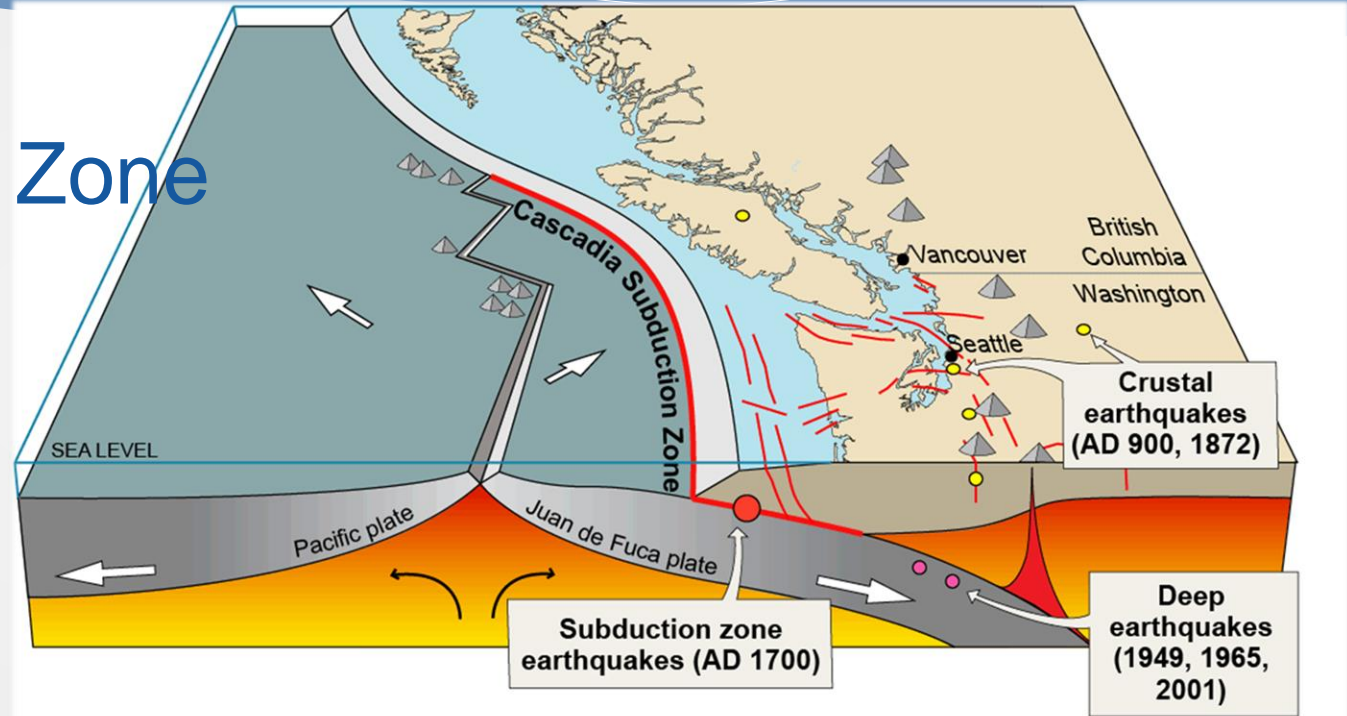 Zone
Cascadia Subduction Zone
British
Columbia
Vancouver
Washington
Seattle
Crustal
earthquakes
(AD 900, 1872)
SEA LEVEL
Pacific plate
Juan de Fuca plate
Subduction zone
earthquakes (AD 1700)
Deep
earthquakes
(1949, 1965,
2001)